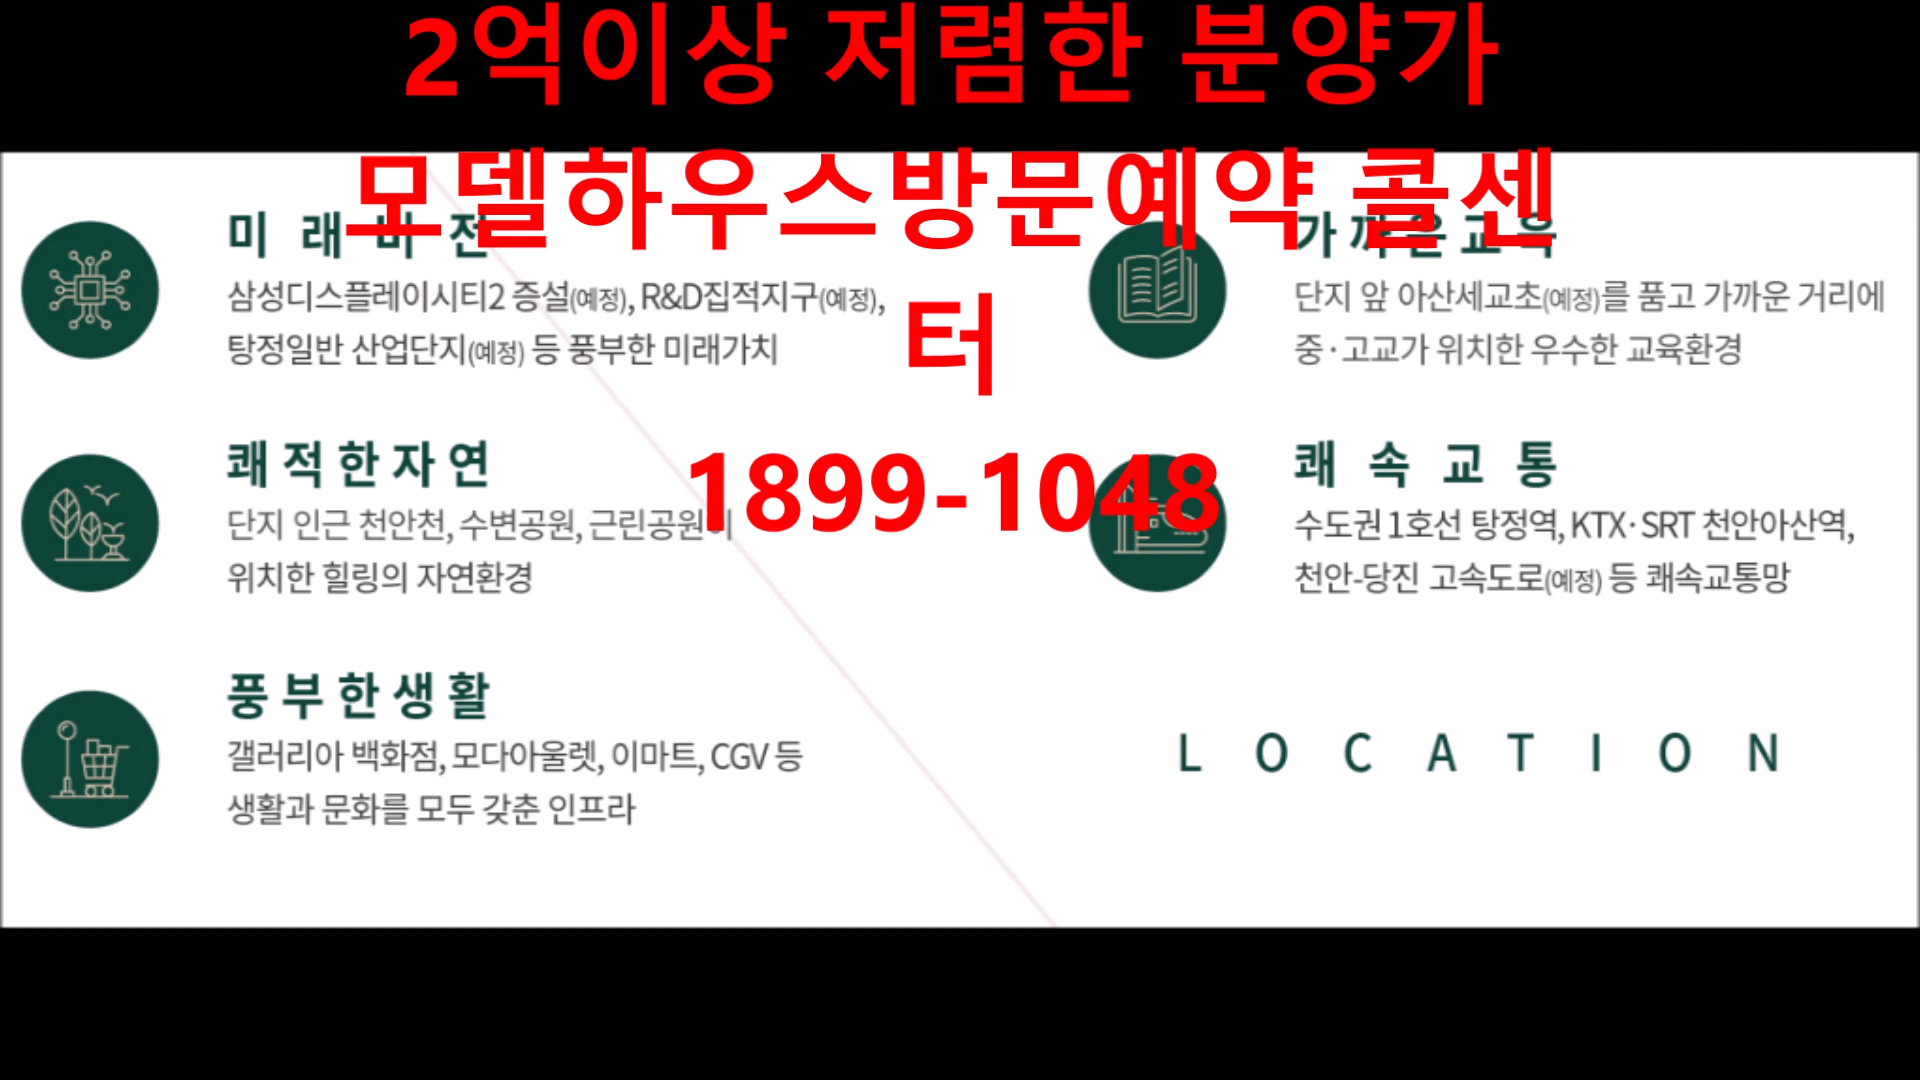 2억이상 저렴한 분양가
모델하우스방문예약 콜센
터
1899-1048
미래비전
삼성디스플레이시티2 증설(예정), R&D집적지구(예정),
탕정일반 산업단지(예정) 등 풍부한 미래가치
쾌적한자연
단지 인근 천안천, 수변공원, 근린공원이
위치한 힐링의 자연환경
풍부한생활
갤러리아 백화점, 모다아울렛, 이마트, CGV 등
생활과 문화를 모두 갖춘 인프라
가까운교육
단지 앞 아산세교초(예정)를 품고 가까운 거리에
중·고교가 위치한 우수한 교육환경
쾌속교통
수도권 1호선 탕정역, KTX·SRT 천안아산역,
천안-당진 고속도로(예정) 등 쾌속교통망
LOCATION